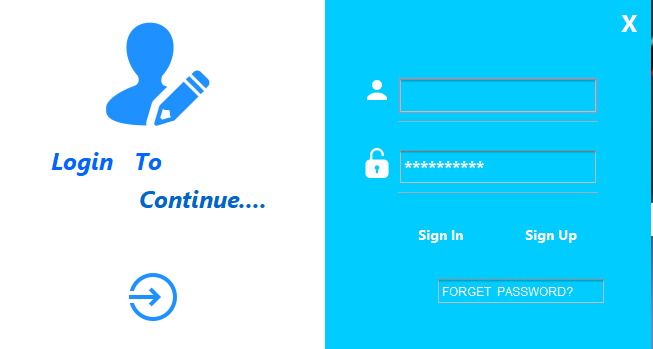 Login To
Continue....
X
**********
Sign In Sign Up
FORGET PASSWORD?